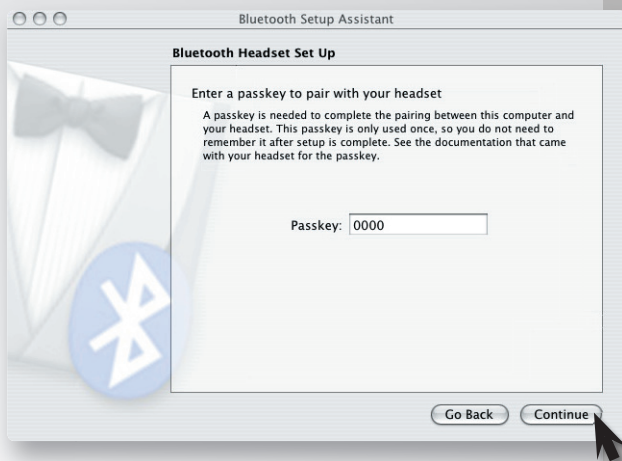 Bluetooth Setup Assistant
Bluetooth Headset Set Up
Enter a passkey to pair with your headset
A passkey is needed to complete the pairing between this computer and
your headset. This passkey is only used once, so you do not need to
remember it after setup is complete. See the documentation that came
with your headset for the passkey.
Passkey: 0000
Go Back Continue